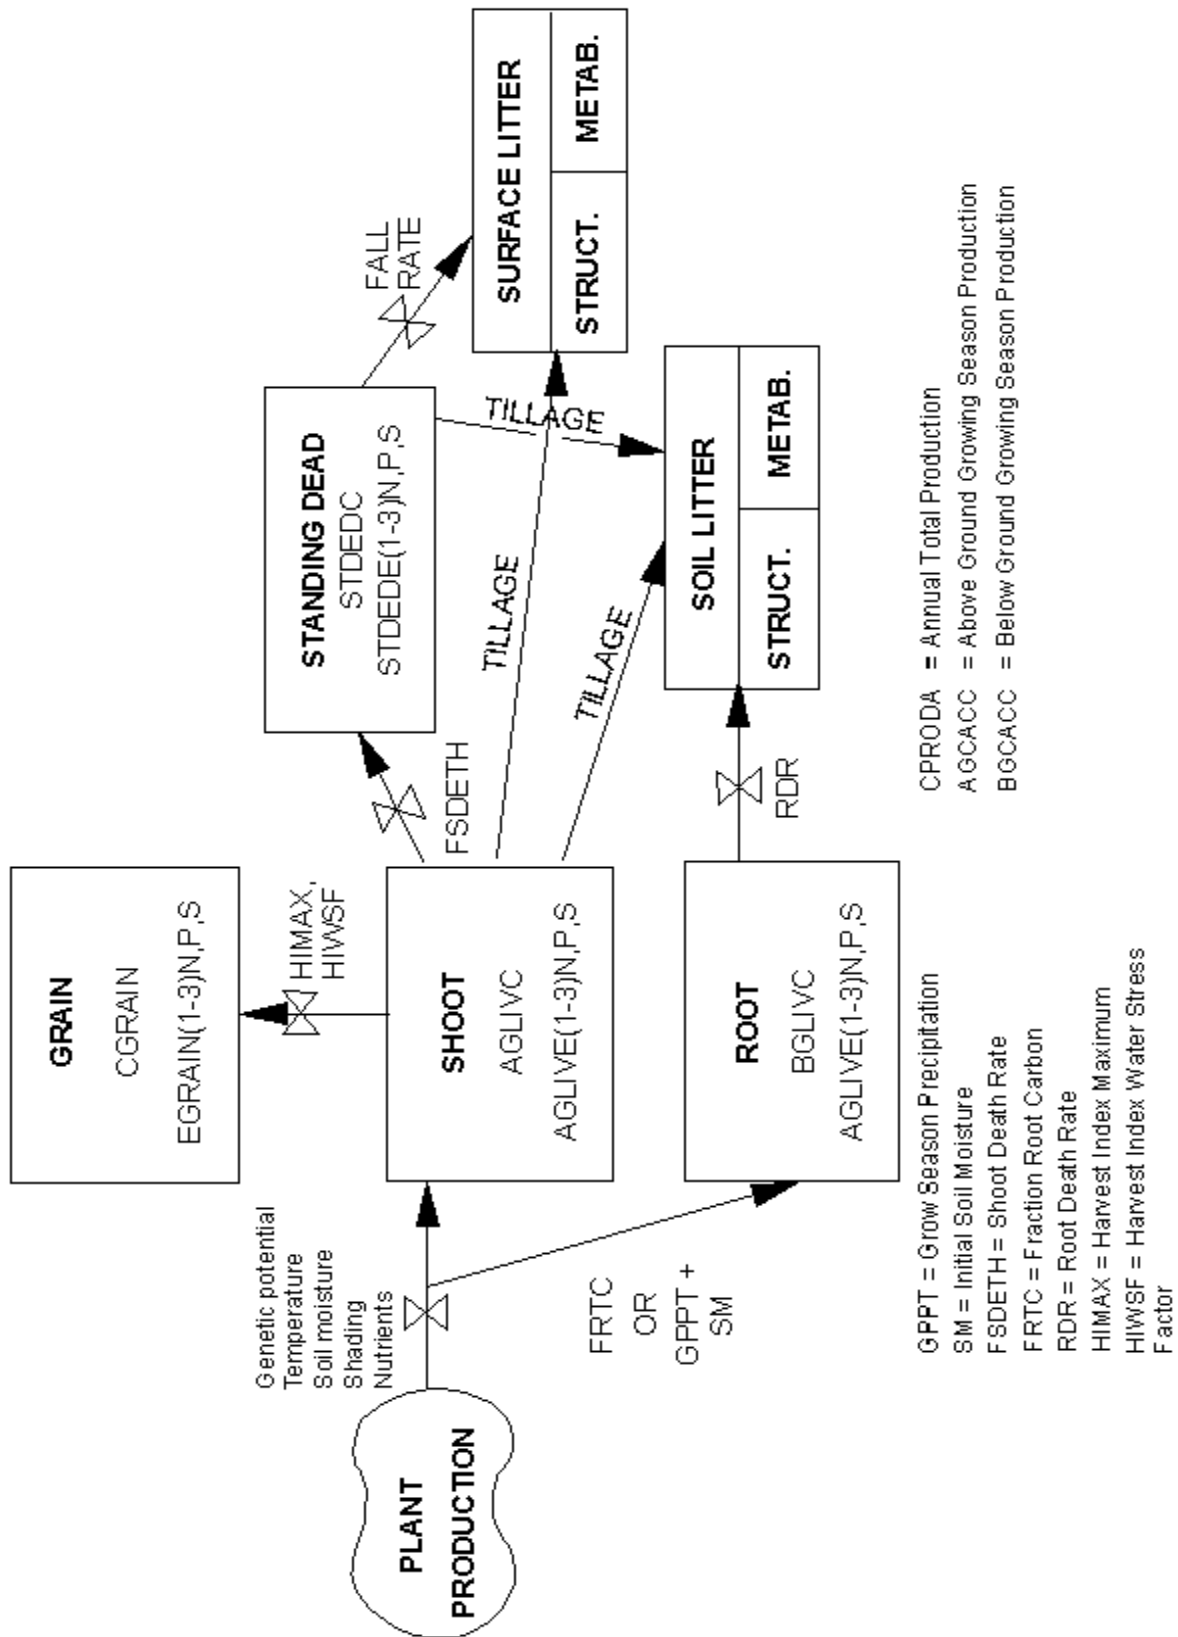 GRAIN
CGRAIN
EGRAIN(1-3)N,P,S
HIMAX,
HIWSF
Genetic potential
Temperature
Soil moisture
Shading
Nutrients
PLANT
PRODUCTION
SHOOT
AGLIVC
AGLIVE(1-3)N,P,S
FSDETH
STANDING DEAD
STDEDC
STDEDE(1-3)N,P,S
FALL
RATE
SURFACE LITTER
STRUCT.
METAB.
TILLAGE
TILLAGE
TILLAGE
FRTC
OR
GPPT +
SM
ROOT
BGLIVC
AGLIVE(1-3)N,P,S
RDR
SOIL LITTER
STRUCT.
METAB.
GPPT = Grow Season Precipitation
SM = Initial Soil Moisture
FSDETH = Shoot Death Rate
FRTC = Fraction Root Carbon
RDR = Root Death Rate
HIMAX = Harvest Index Maximum
HIWSF = Harvest Index Water Stress
Factor
CPRODA = Annual Total Production
AGCACC = Above Ground Growing Season Production
BGCACC = Below Ground Growing Season Production